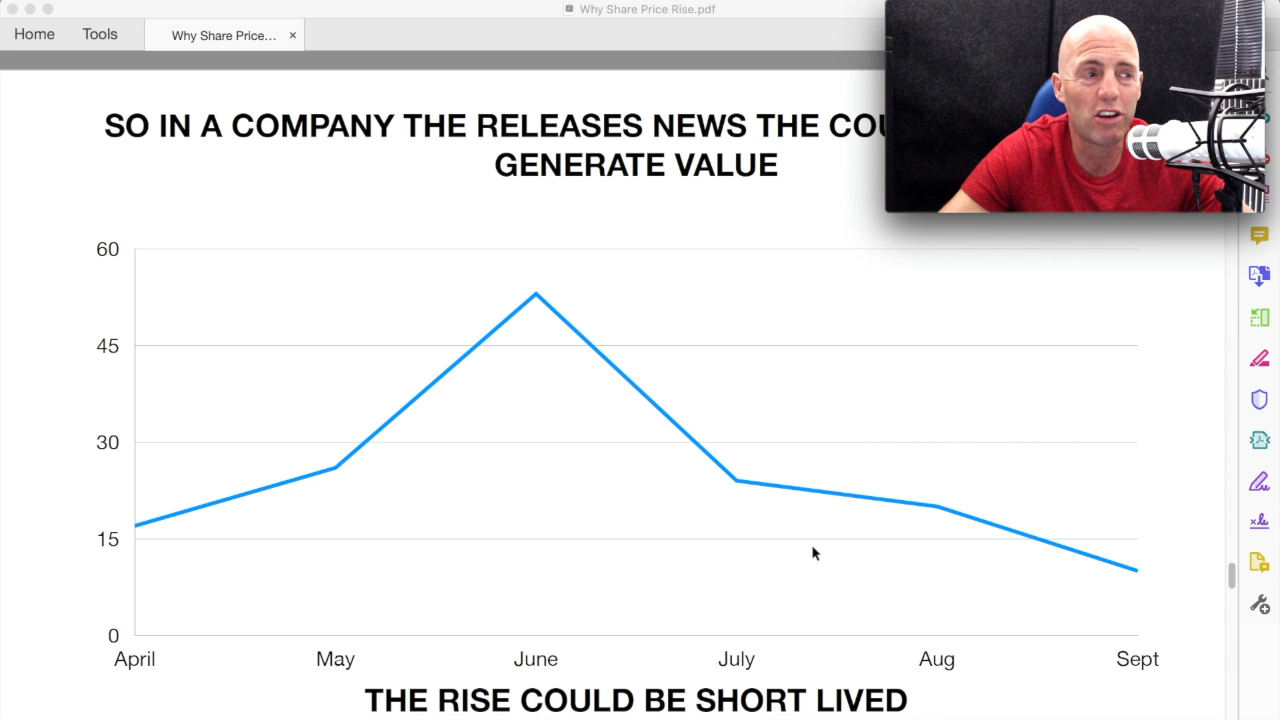 Why Share Price Rise.pdf
Home Tools Why Share Price... ×
SO IN A COMPANY THE RELEASES NEWS THE
GENERATE VALUE
60
45
30
15
0
April May June July Aug Sept
THE RISE COULD BE SHORT LIVED